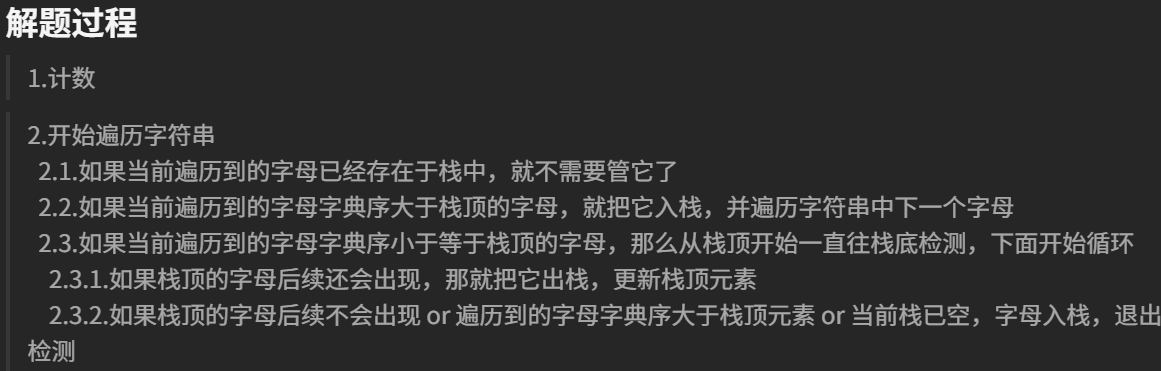 解题过程
1.计数
2.开始遍历字符串
2.1.如果当前遍历到的字母已经存在于栈中，就不需要管它了
2.2.如果当前遍历到的字母字典序大于栈顶的字母，就把它入栈，并遍历字符串中下一个字母
2.3.如果当前遍历到的字母字典序小于等于栈顶的字母，那么从栈顶开始一直往栈底检测，下面开始循环
2.3.1.如果栈顶的字母后续还会出现，那就把它出栈，更新栈顶元素
2.3.2.如果栈顶的字母后续不会出现 or 遍历到的字母字典序大于栈顶元素 or 当前栈已空，字母入栈，退出
检测